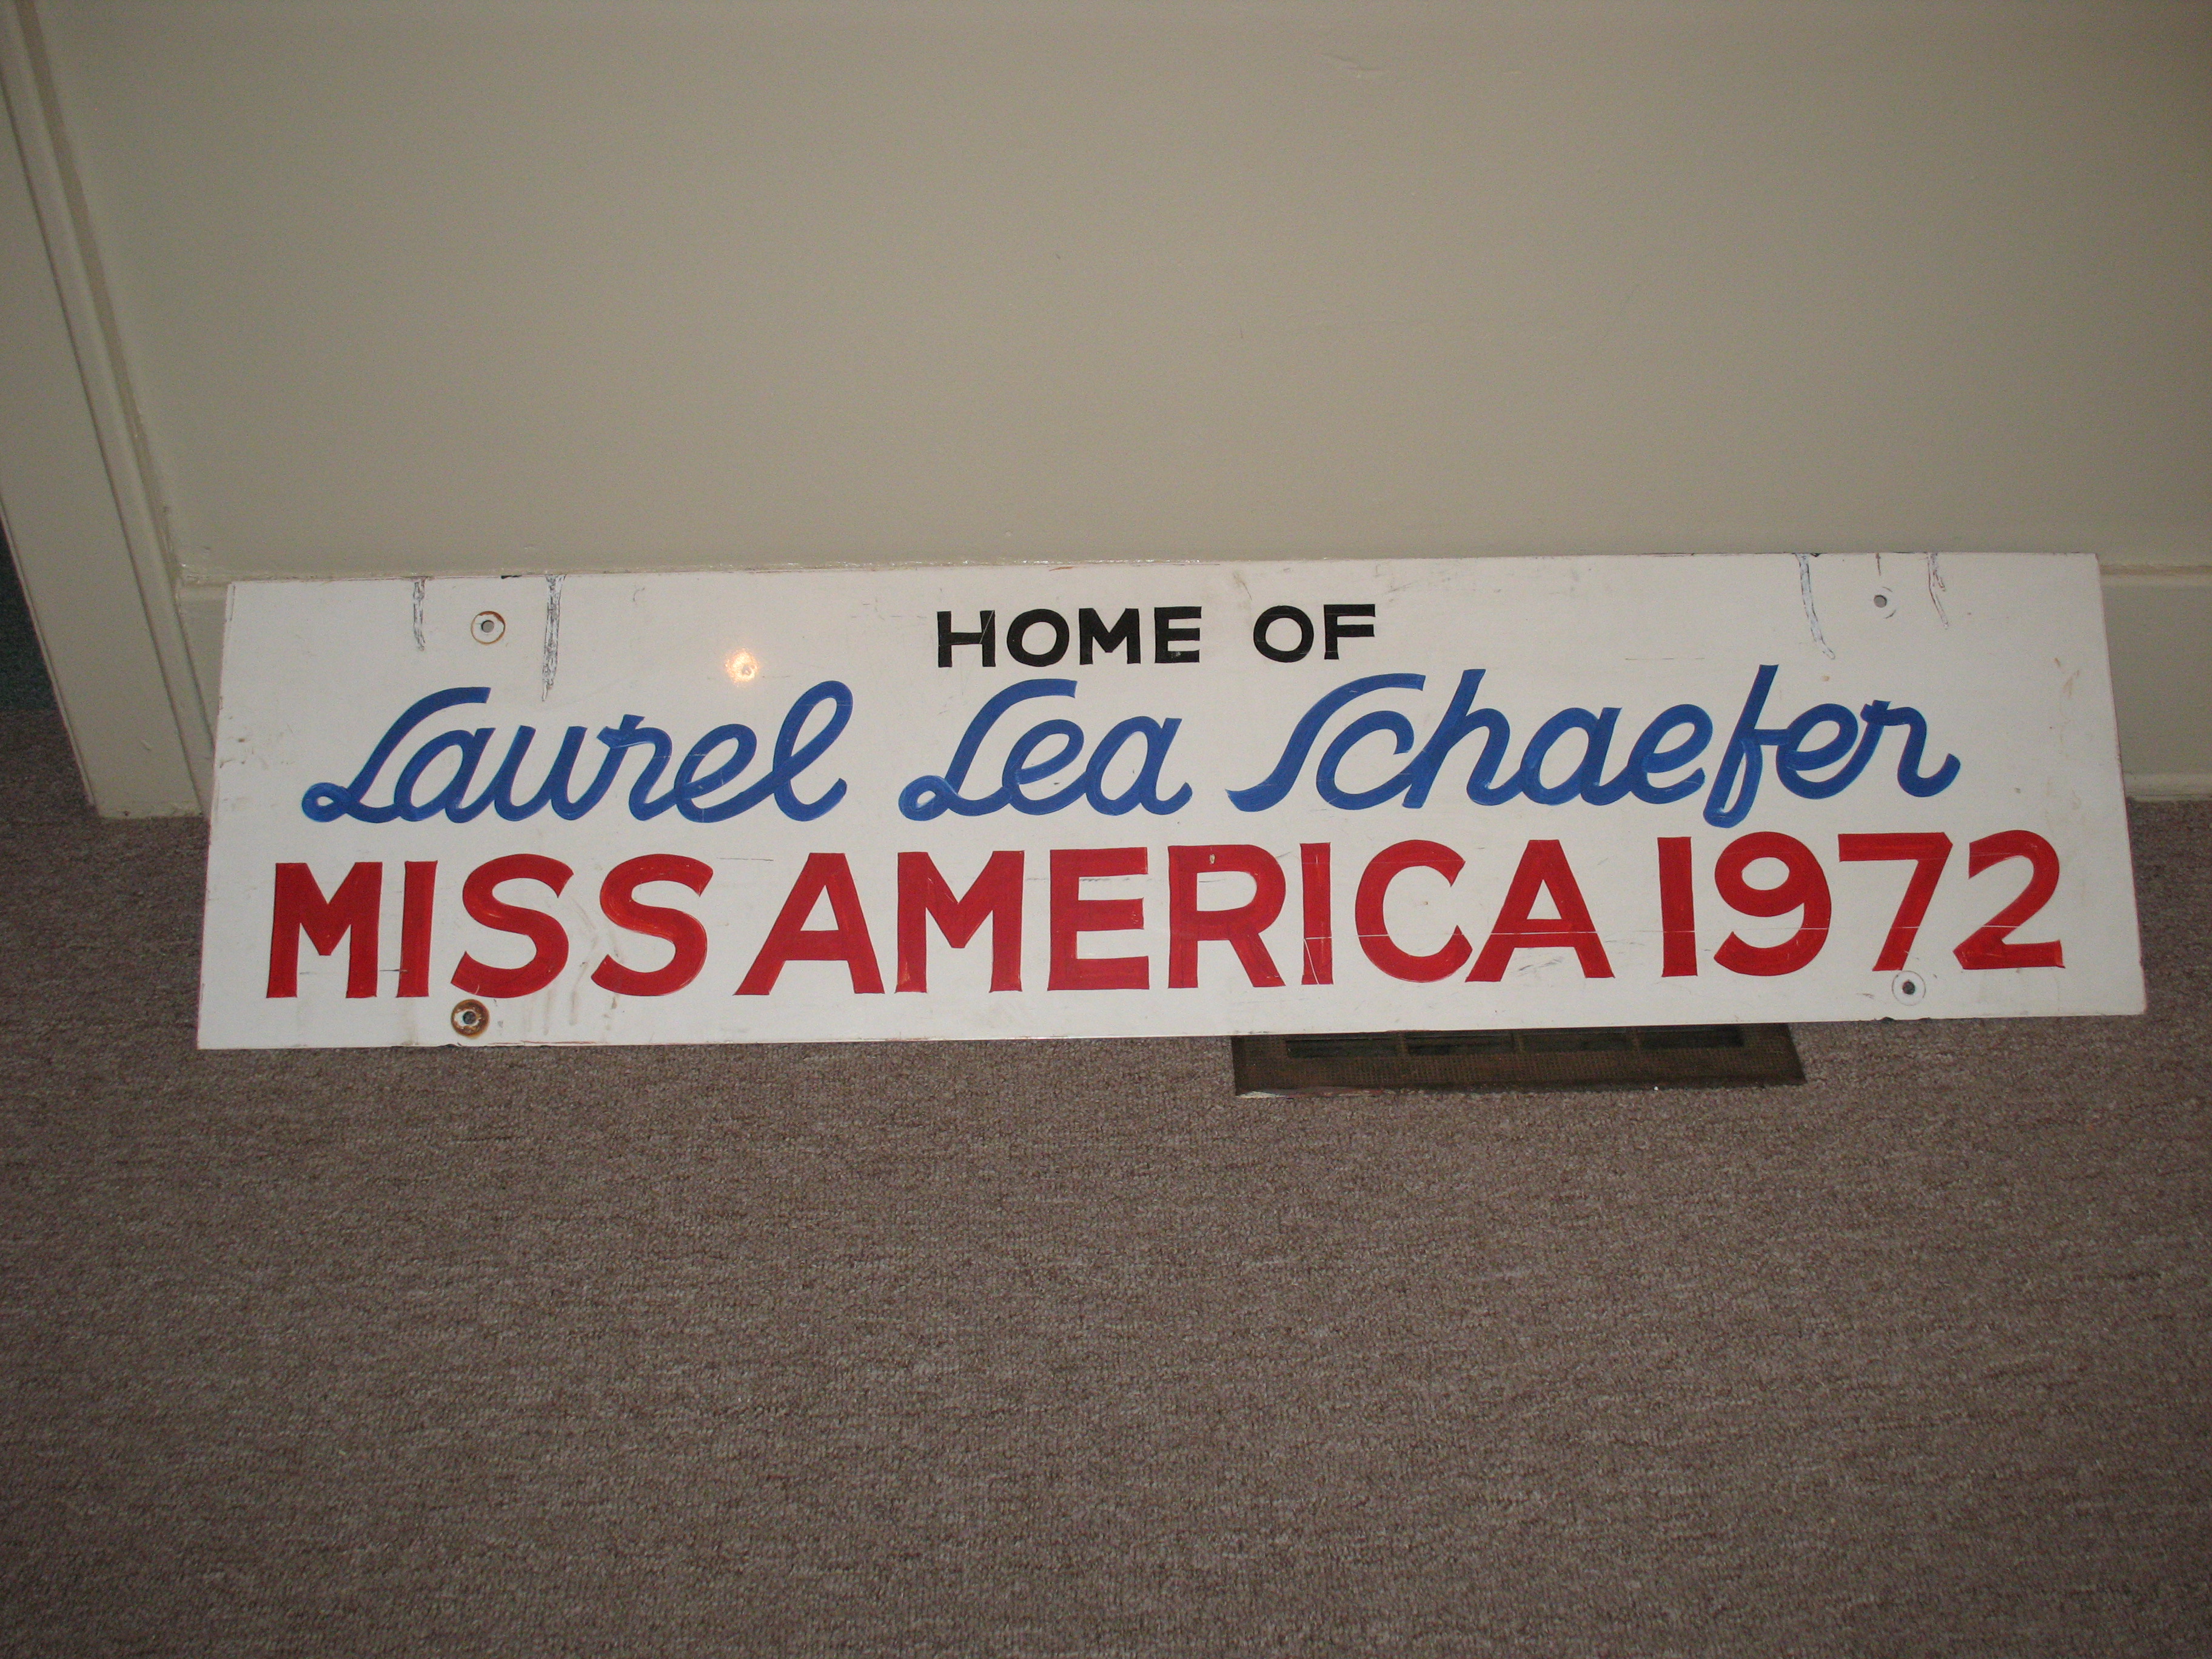 HOME OF
Laurel Lea Schaefer
MISS AMERICA 1972